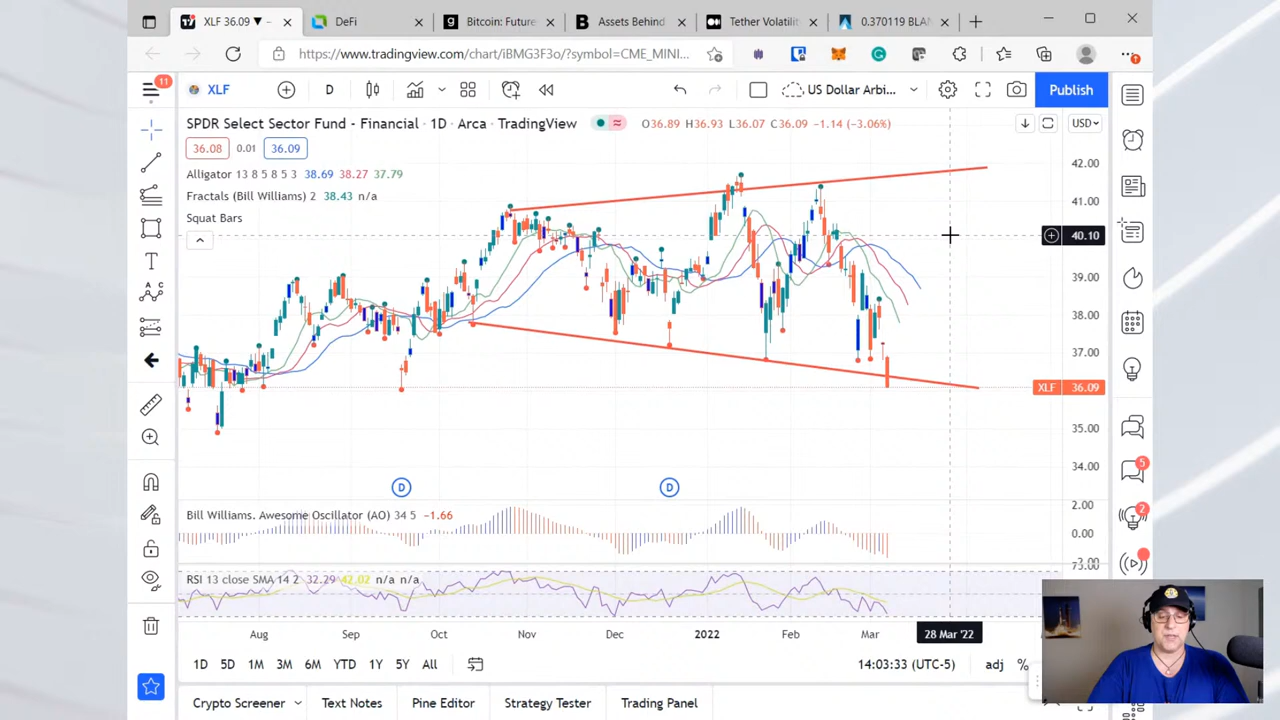 XLF 36.09 ▼ -
DeFi
Bitcoin: Future
Assets Behind
Tether Volatilit
0.370119 BLAN
https://www.tradingview.com/chart/iBMG3F3o/?symbol=CME_MINI...
11
XLF
D
US Dollar Arbi...
Publish
SPDR Select Sector Fund - Financial · 1D · Arca · TradingView
O36.89 H36.93 L36.07 C36.09 −1.14 (−3.06%)
USD
36.08 0.01 36.09
Alligator 13 8 5 8 5 3 38.69 38.27 37.79
Fractals (Bill Williams) 2 38.43 n/a
Squat Bars
42.00
41.00
40.10
39.00
38.00
37.00
XLF 36.09
35.00
34.00
D D
Bill Williams. Awesome Oscillator (AO) 34 5 −1.66
2.00
0.00
RSI 13 close SMA 14 2 32.29 42.02 n/a n/a
73.00
5
2
Aug Sep Oct Nov Dec 2022 Feb Mar 28 Mar '22
1D 5D 1M 3M 6M YTD 1Y 5Y All
14:03:33 (UTC-5) adj %
Crypto Screener Text Notes Pine Editor Strategy Tester Trading Panel